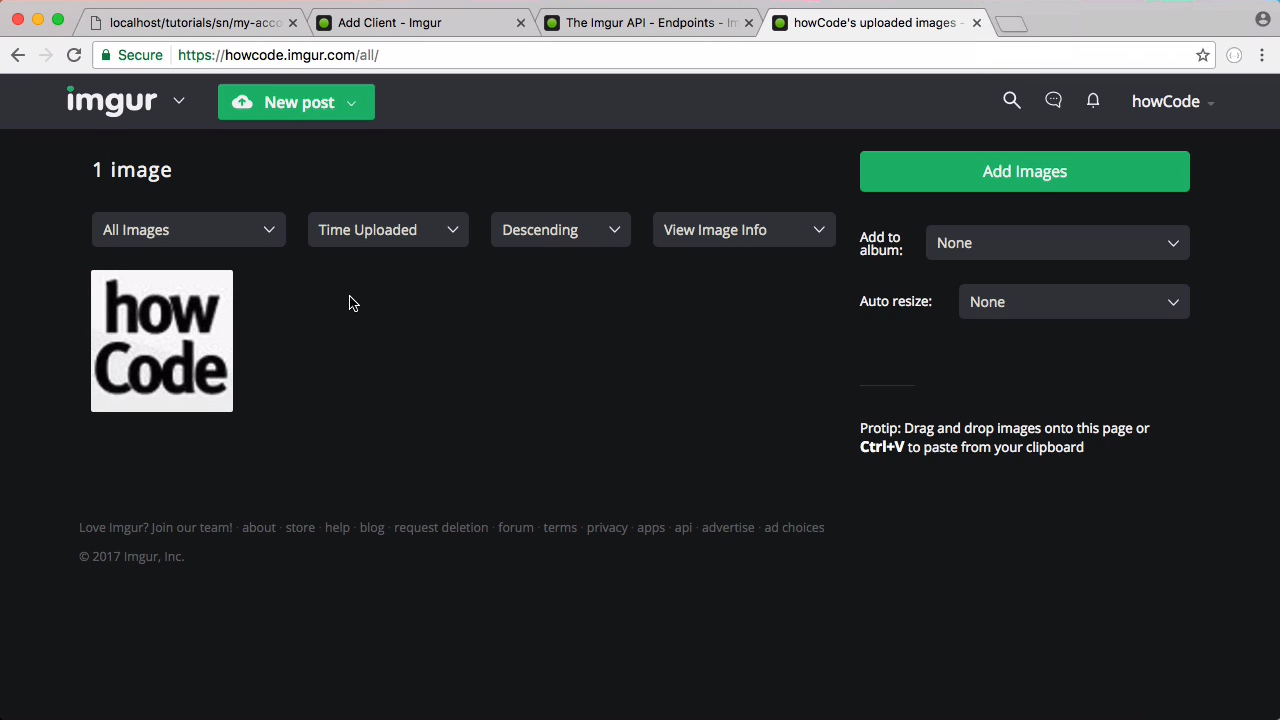 localhost/tutorials/sn/my-acco
Add Client - Imgur
The Imgur API - Endpoints - Im
howCode's uploaded images -
Secure https://howcode.imgur.com/all/
imgur New post howCode
1 image
Add Images
All Images Time Uploaded Descending View Image Info
Add to
album: None
Auto resize: None
how
Code
Protip: Drag and drop images onto this page or
Ctrl+V to paste from your clipboard
Love Imgur? Join our team! · about · store · help · blog · request deletion · forum · terms · privacy · apps · api · advertise · ad choices
© 2017 Imgur, Inc.